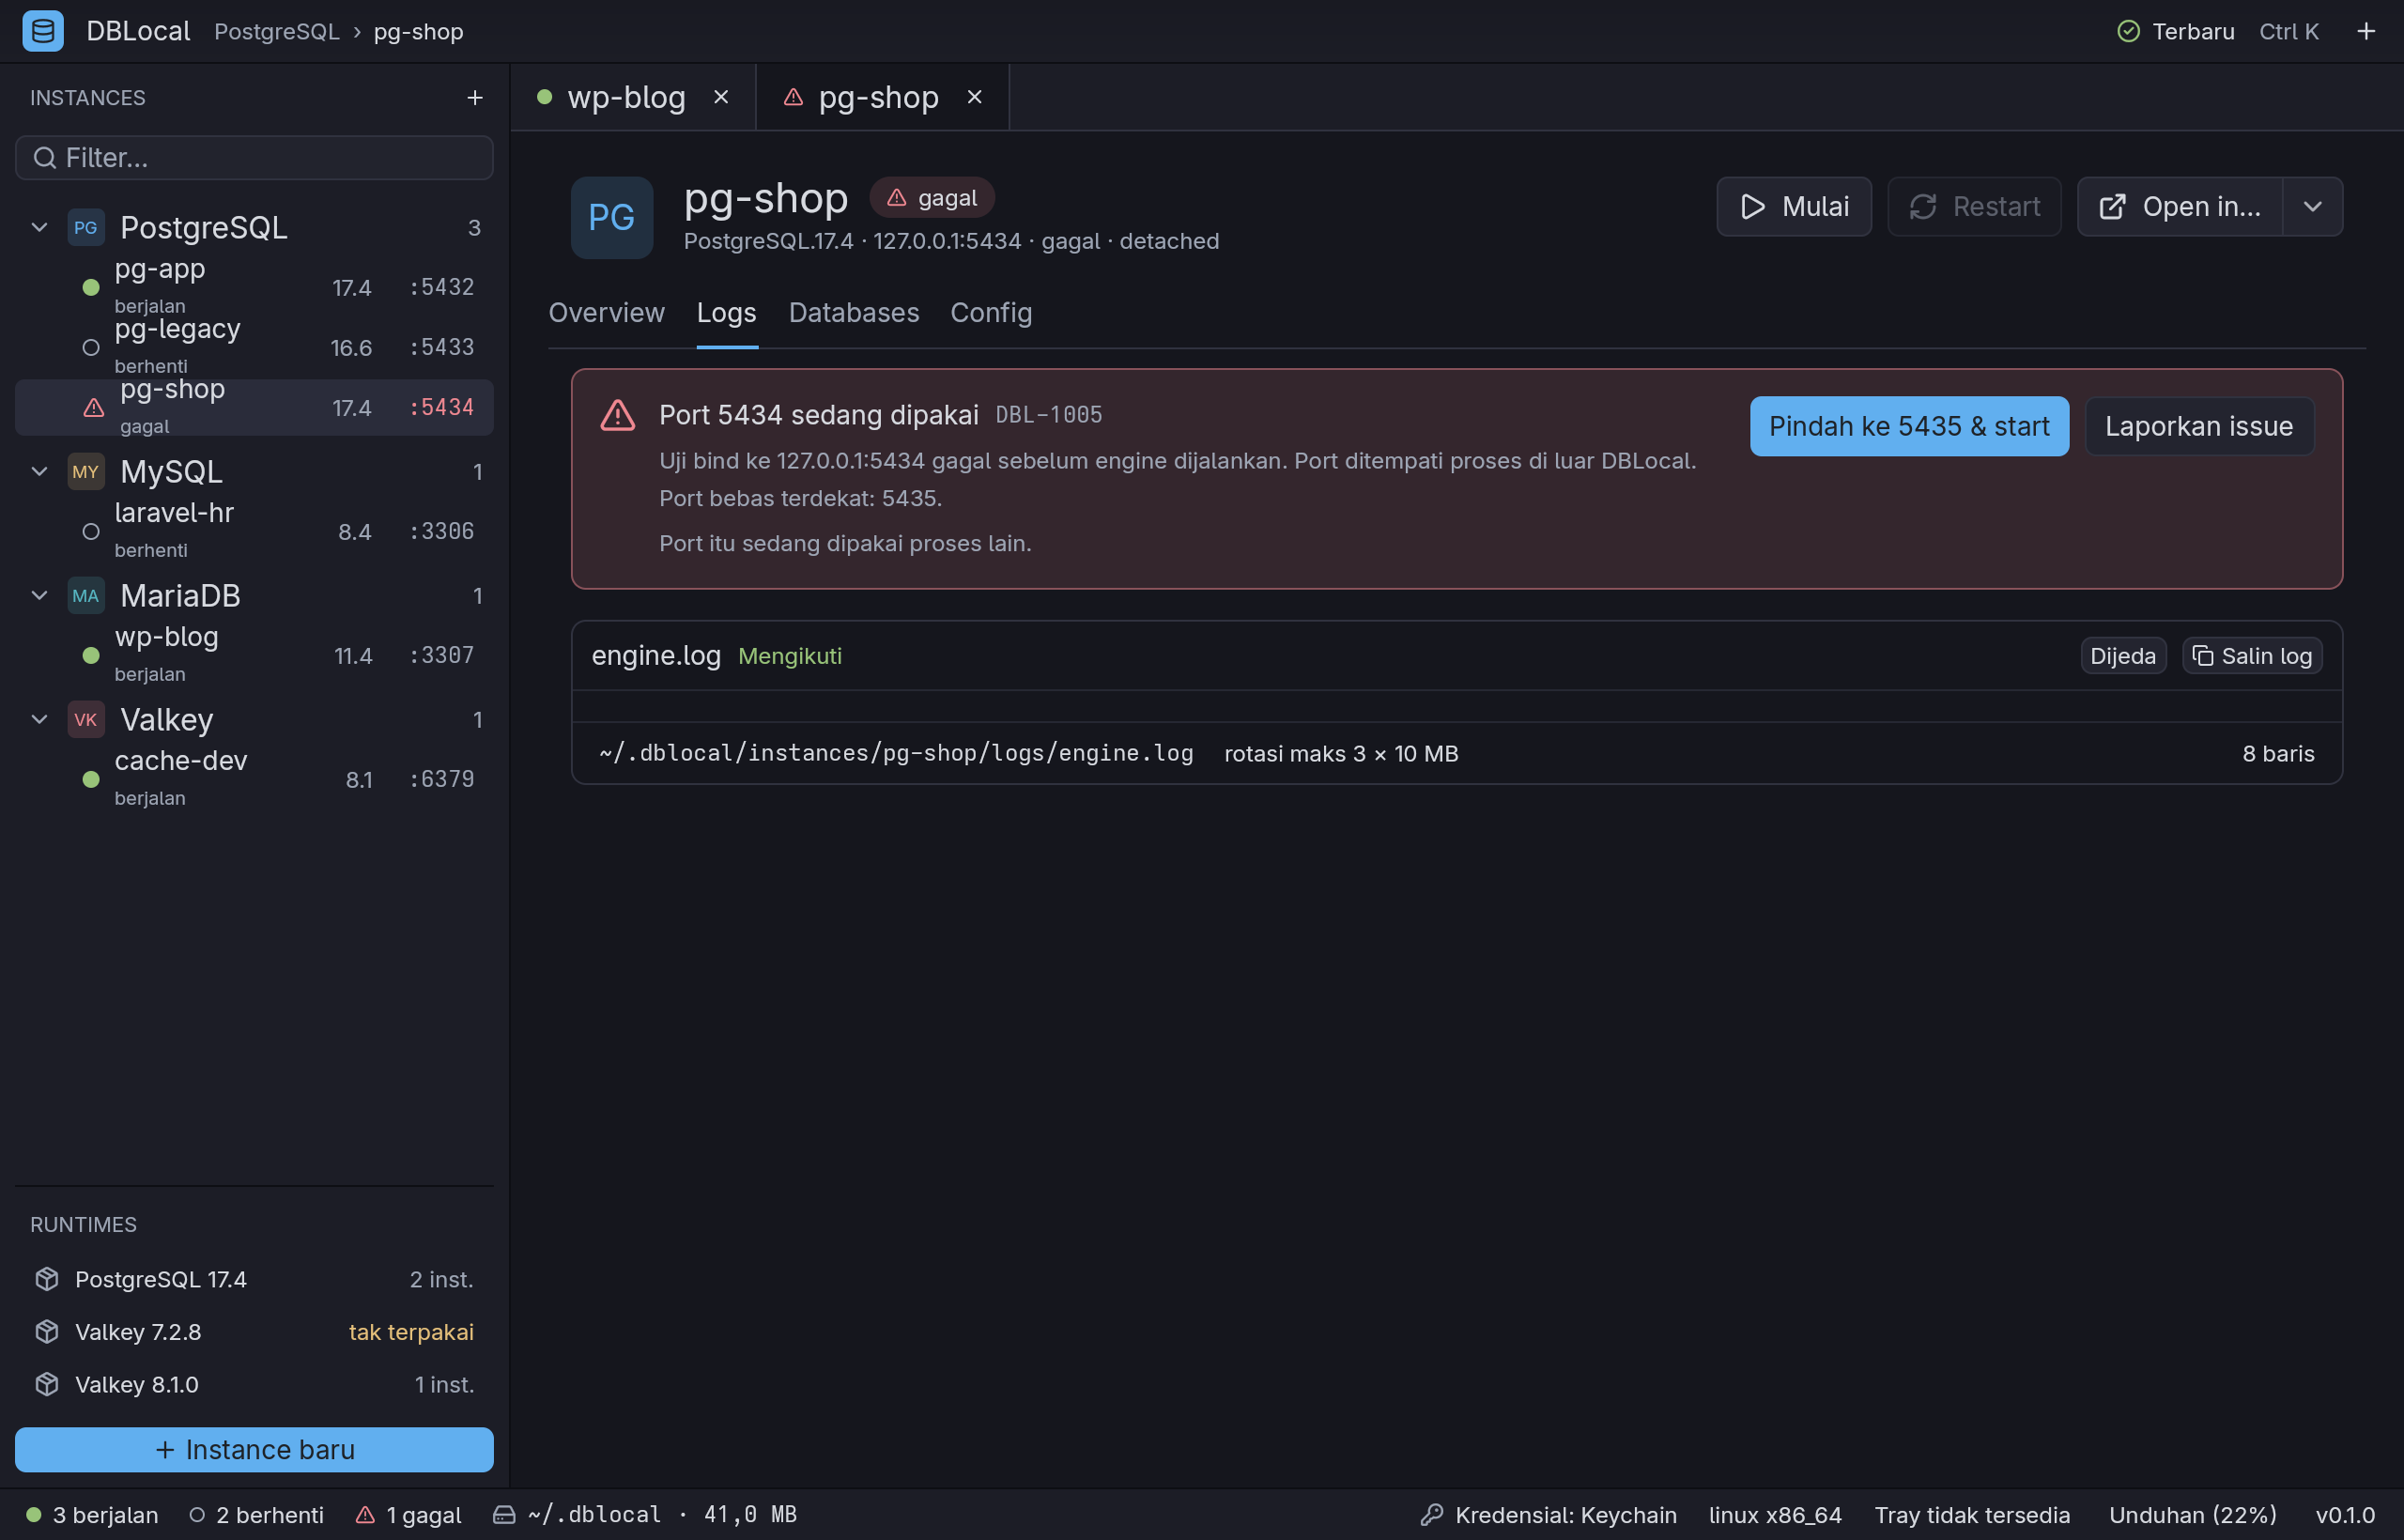 DBLocal PostgreSQL › pg-shop Terbaru Ctrl K
INSTANCES
Filter...
PG PostgreSQL 3
pg-app 17.4 :5432
berjalan
pg-legacy 16.6 :5433
berhenti
pg-shop 17.4 :5434
gagal
MY MySQL 1
laravel-hr 8.4 :3306
berhenti
MA MariaDB 1
wp-blog 11.4 :3307
berjalan
VK Valkey 1
cache-dev 8.1 :6379
berjalan
RUNTIMES
PostgreSQL 17.4 2 inst.
Valkey 7.2.8 tak terpakai
Valkey 8.1.0 1 inst.
+ Instance baru
wp-blog × pg-shop ×
PG pg-shop gagal
PostgreSQL.17.4 · 127.0.0.1:5434 · gagal · detached
Mulai Restart Open in...
Overview Logs Databases Config
Port 5434 sedang dipakai DBL-1005
Uji bind ke 127.0.0.1:5434 gagal sebelum engine dijalankan. Port ditempati proses di luar DBLocal.
Port bebas terdekat: 5435.
Port itu sedang dipakai proses lain.
Pindah ke 5435 & start Laporkan issue
engine.log Mengikuti Dijeda Salin log
~/.dblocal/instances/pg-shop/logs/engine.log rotasi maks 3 × 10 MB 8 baris
3 berjalan 2 berhenti 1 gagal ~/.dblocal · 41,0 MB Kredensial: Keychain linux x86_64 Tray tidak tersedia Unduhan (22%) v0.1.0